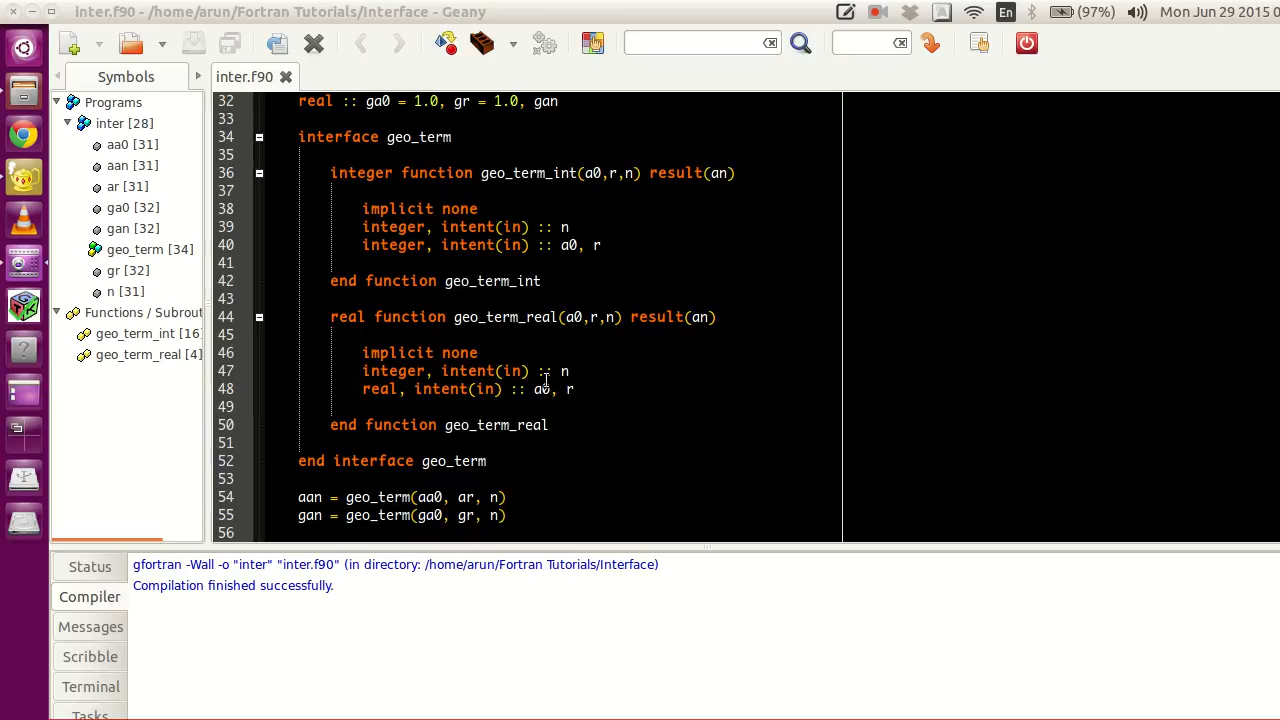 inter.f90 - /home/arun/Fortran Tutorials/Interface - Geany
En
(97%)
Mon Jun 29 2015 0
Symbols
inter.f90
Programs
inter [28]
aa0 [31]
aan [31]
ar [31]
ga0 [32]
gan [32]
geo_term [34]
gr [32]
n [31]
Functions / Subrout
geo_term_int [16]
geo_term_real [4]
32 real :: ga0 = 1.0, gr = 1.0, gan
33
34 interface geo_term
35
36 integer function geo_term_int(a0,r,n) result(an)
37
38 implicit none
39 integer, intent(in) :: n
40 integer, intent(in) :: a0, r
41
42 end function geo_term_int
43
44 real function geo_term_real(a0,r,n) result(an)
45
46 implicit none
47 integer, intent(in) :: n
48 real, intent(in) :: a0, r
49
50 end function geo_term_real
51
52 end interface geo_term
53
54 aan = geo_term(aa0, ar, n)
55 gan = geo_term(ga0, gr, n)
56
Status
Compiler
Messages
Scribble
Terminal
Tasks
gfortran -Wall -o "inter" "inter.f90" (in directory: /home/arun/Fortran Tutorials/Interface)
Compilation finished successfully.